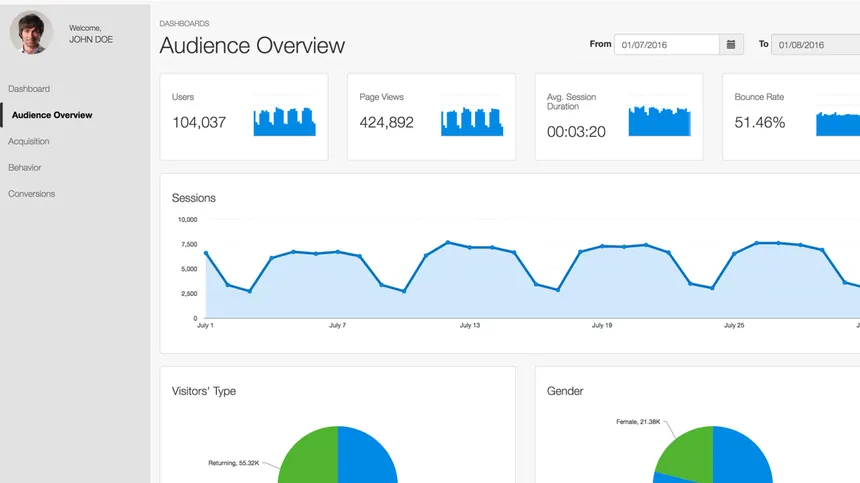 Welcome,
JOHN DOE
Dashboard
Audience Overview
Acquisition
Behavior
Conversions
DASHBOARDS
Audience Overview
From 01/07/2016 To 01/08/2016
Users
104,037
Page Views
424,892
Avg. Session
Duration
00:03:20
Bounce Rate
51.46%
Sessions
10,000
7,500
5,000
2,500
0
July 1 July 7 July 13 July 19 July 25
Visitors' Type
Returning, 55.32K
Gender
Female, 21.38K